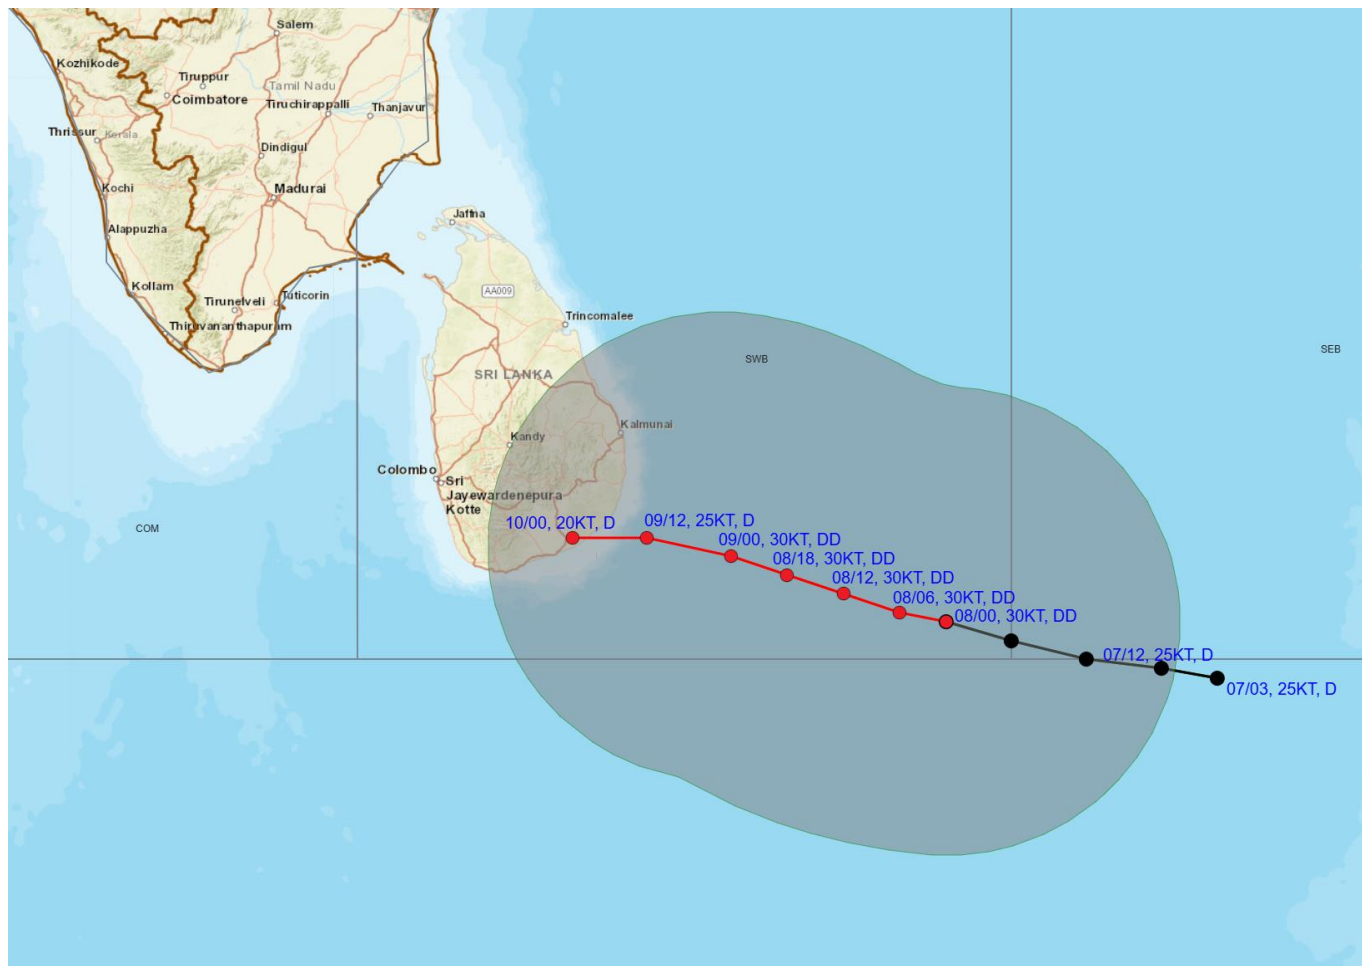 Salem
Kozhikode
Tiruppur
Tamil Nadu
Coimbatore
Tiruchirappalli
Thanjavur
Thrissur
Kerala
Dindigul
Kochi
Madurai
Jaffna
Alappuzha
Kollam
Tirunelveli
Tuticorin
AA009
Thiruvananthapuram
Trincomalee
SWB
SEB
SRI LANKA
Kalmunai
Kandy
Colombo
Sri
Jayewardenepura
Kotte
COM
10/00, 20KT, D
09/12, 25KT, D
09/00, 30KT, DD
08/18, 30KT, DD
08/12, 30KT, DD
08/06, 30KT, DD
08/00, 30KT, DD
07/12, 25KT, D
07/03, 25KT, D